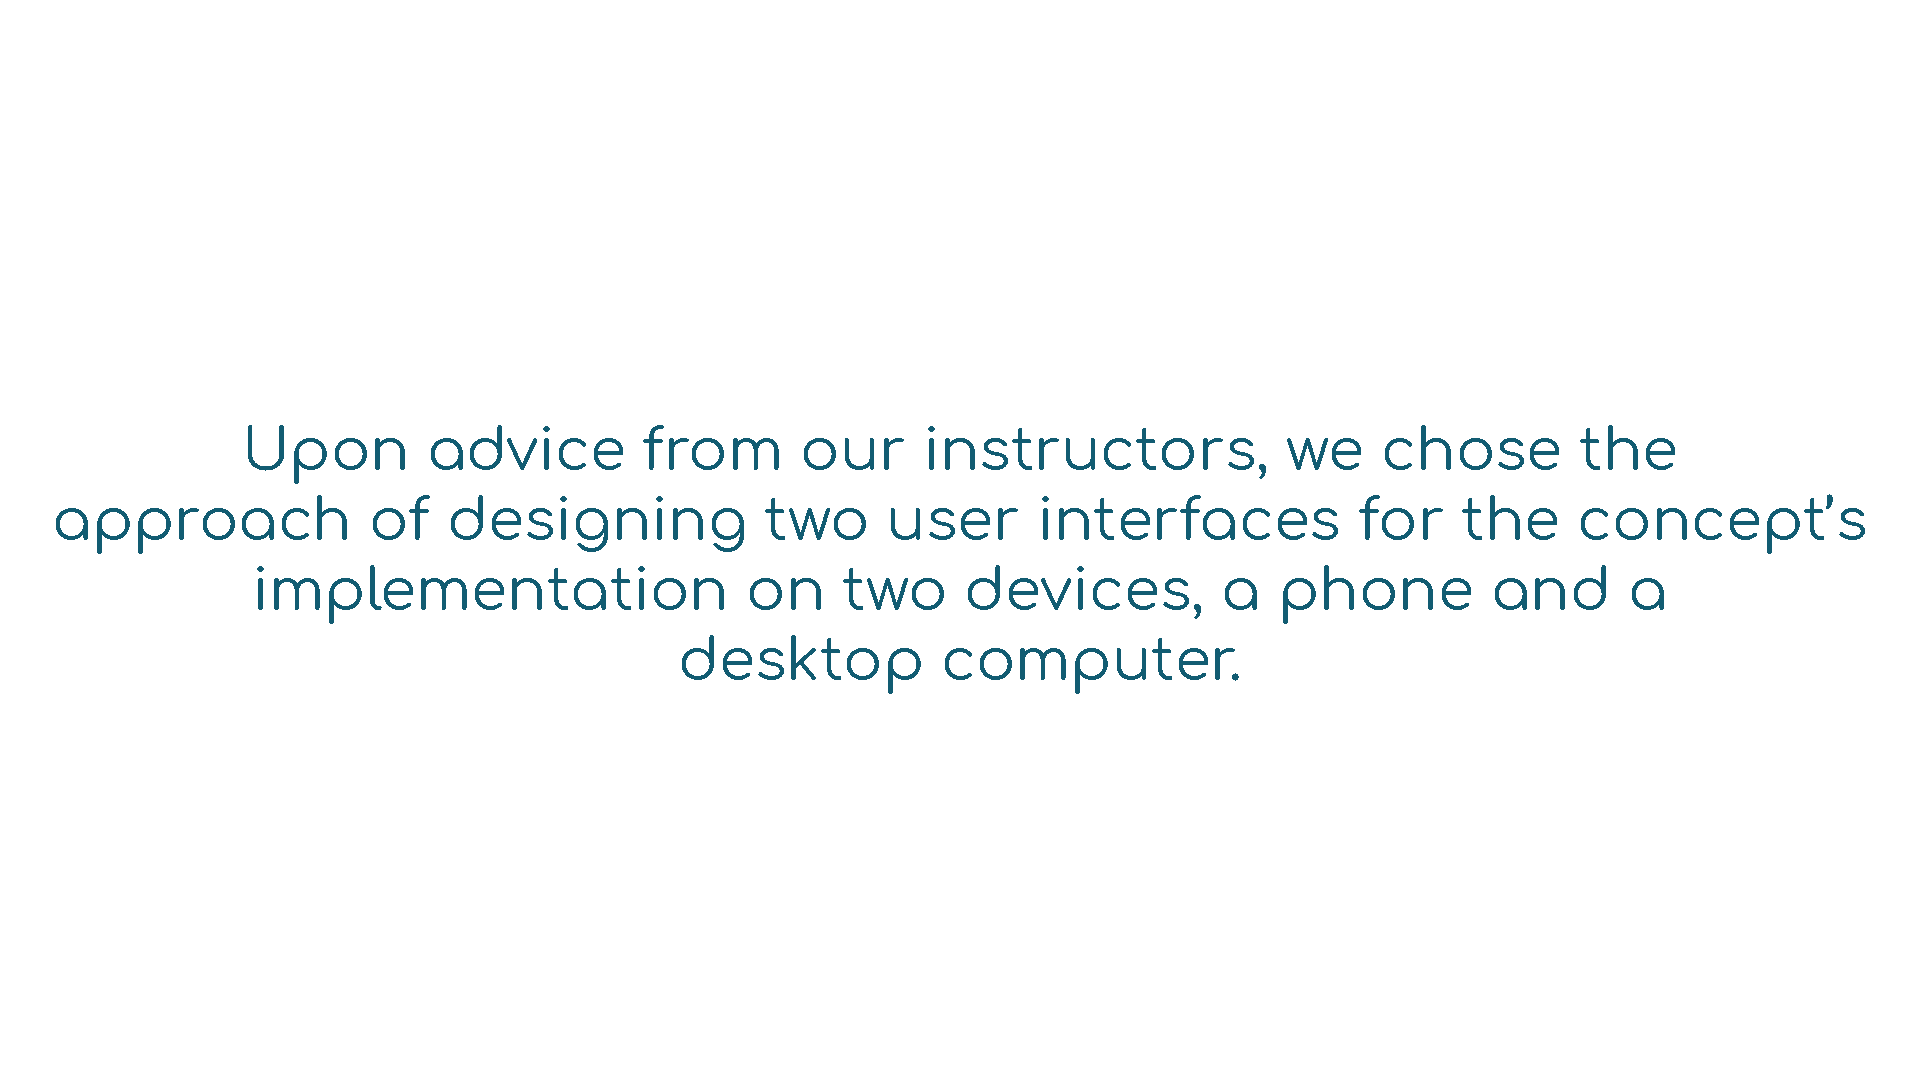 Upon advice from our instructors, we chose the
approach of designing two user interfaces for the concept’s
implementation on two devices, a phone and a
desktop computer.